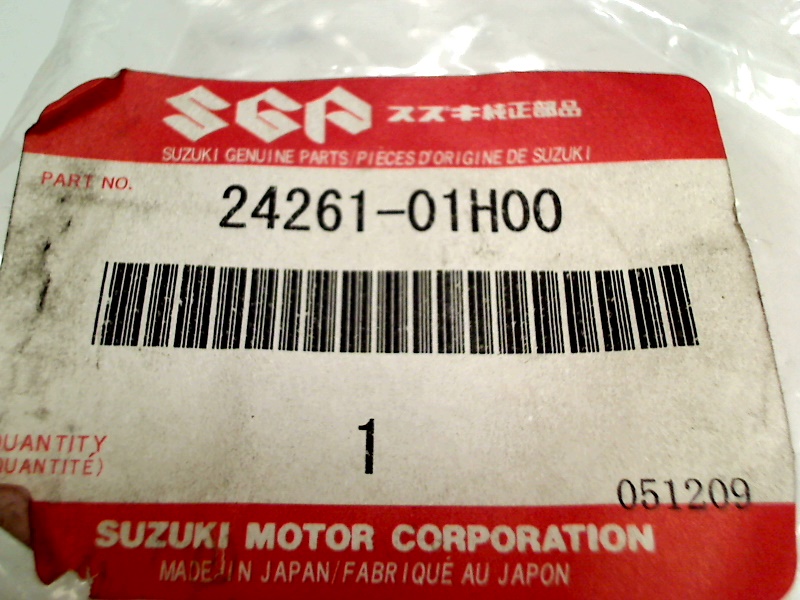 SGP スズキ純正部品
SUZUKI GENUINE PARTS/PIÈCES D'ORIGINE DE SUZUKI
PART NO.
24261-01H00
1
QUANTITY
QUANTITÉ)
051209
SUZUKI MOTOR CORPORATION
MADE IN JAPAN/FABRIQUÉ AU JAPON